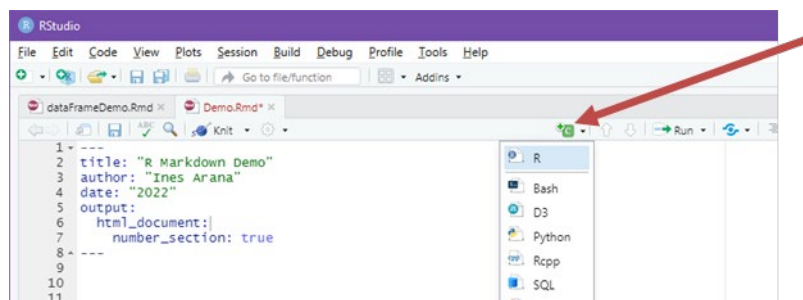 RStudio
File Edit Code View Plots Session Build Debug Profile Tools Help
Go to file/function Addins
dataFrameDemo.Rmd Demo.Rmd*
ABC Knit Run
1 ---
2 title: "R Markdown Demo"
3 author: "Ines Arana"
4 date: "2022"
5 output:
6 html_document:
7 number_section: true
8 ---
9
10
11
R
Bash
D3
Python
Rcpp
SQL